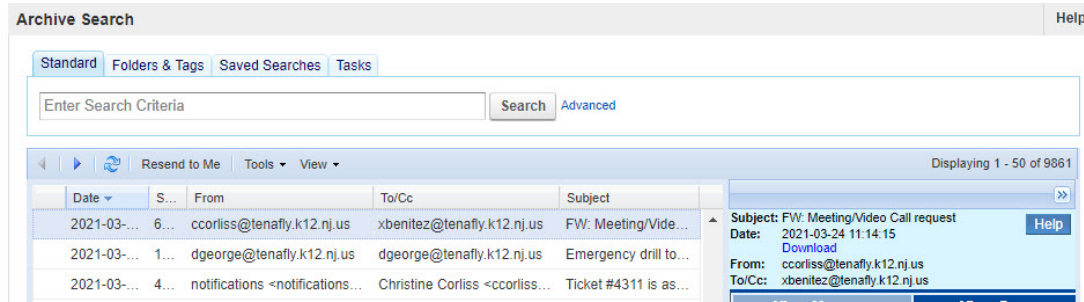 Archive Search Help
Standard Folders & Tags Saved Searches Tasks
Enter Search Criteria Search Advanced
Resend to Me Tools View Displaying 1 - 50 of 9861
Date S... From To/Cc Subject
2021-03-... 6... ccorliss@tenafly.k12.nj.us xbenitez@tenafly.k12.nj.us FW: Meeting/Vide...
2021-03-... 1... dgeorge@tenafly.k12.nj.us dgeorge@tenafly.k12.nj.us Emergency drill to...
2021-03-... 4... notifications <notifications... Christine Corliss <ccorliss... Ticket #4311 is as...
Subject: FW: Meeting/Video Call request Help
Date: 2021-03-24 11:14:15
Download
From: ccorliss@tenafly.k12.nj.us
To/Cc: xbenitez@tenafly.k12.nj.us